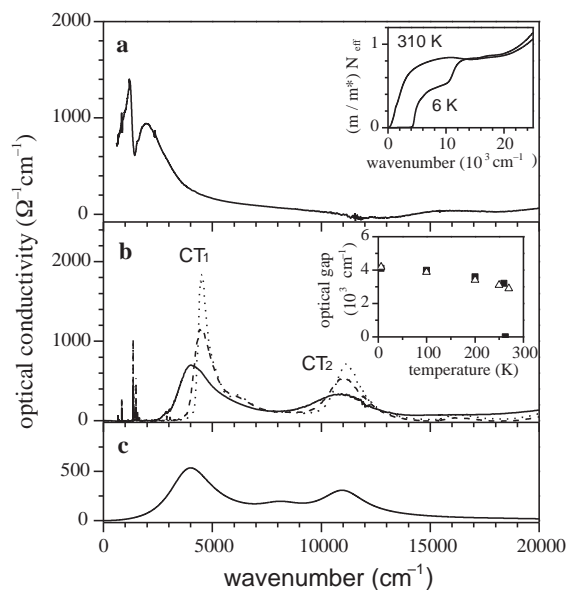 2000
1000
0
a
1
0
310 K
6 K
(m / m*) N eff
0 10 20
wavenumber (10³ cm⁻¹)
optical conductivity (Ω⁻¹cm⁻¹)
2000
1000
0
b
CT1
CT2
6
4
2
0
optical gap
(10³ cm⁻¹)
0 100 200 300
temperature (K)
500
0
c
0 5000 10000 15000 20000
wavenumber (cm⁻¹)